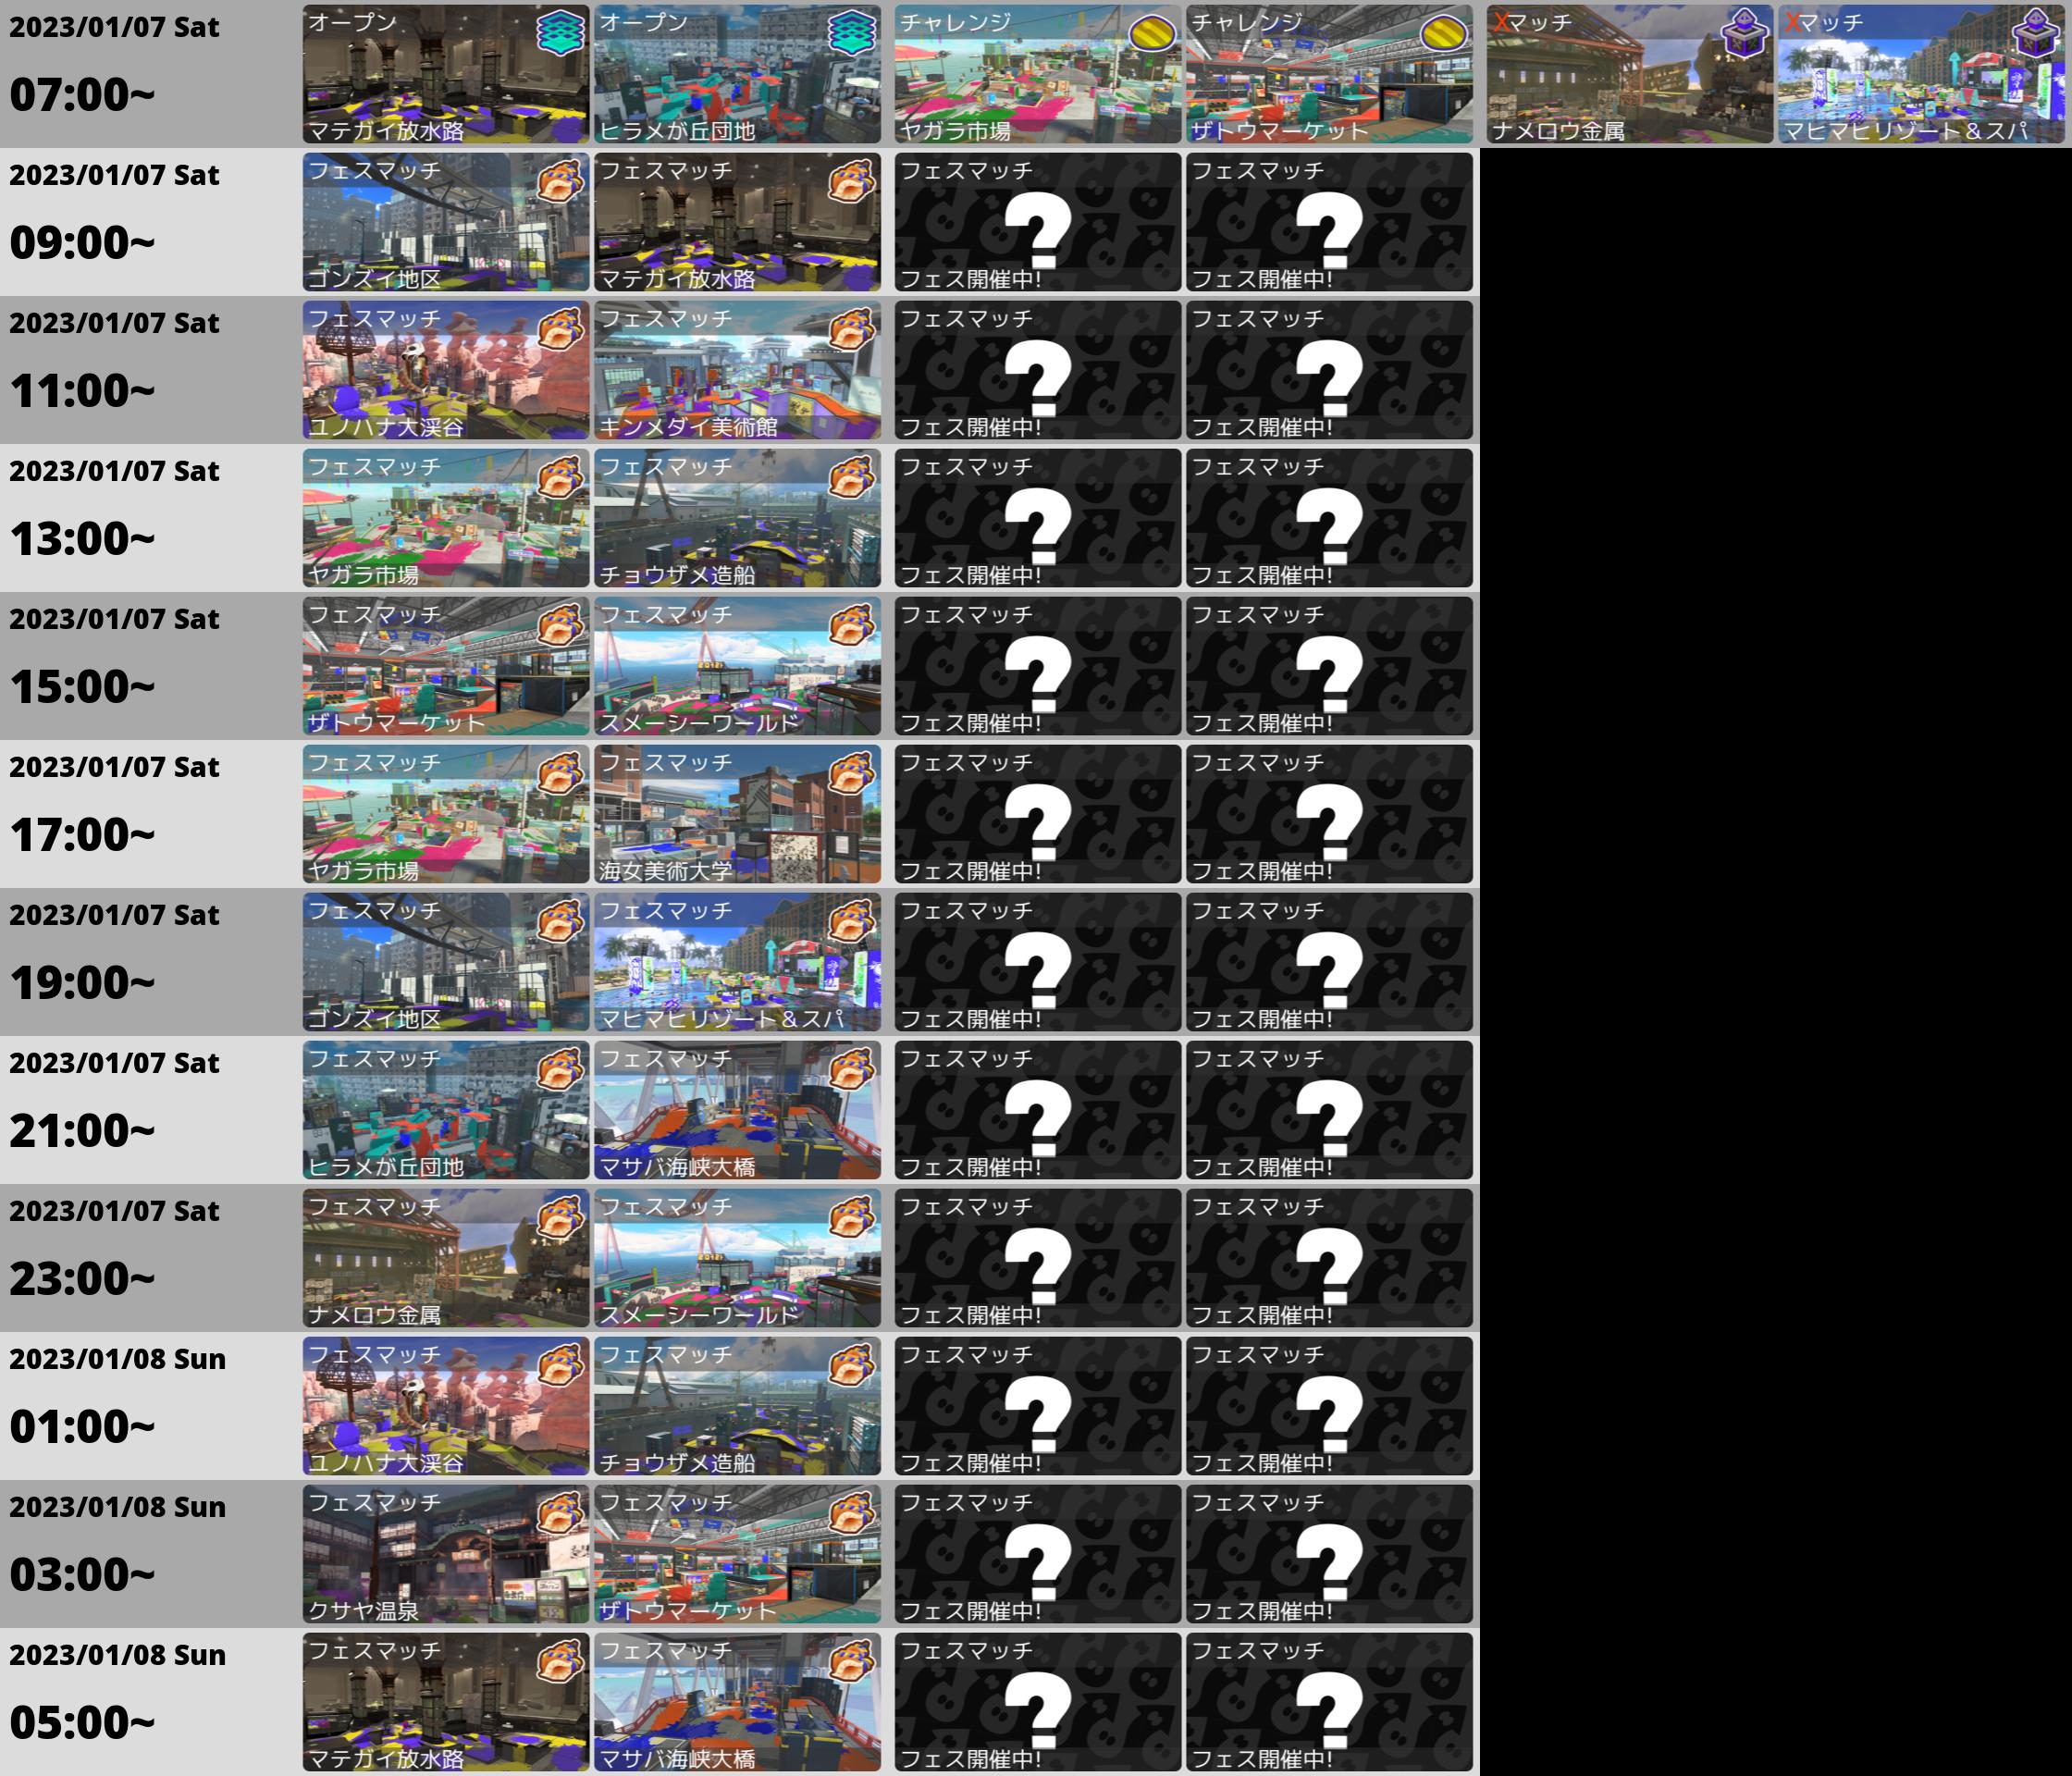 2023/01/07 Sat
07:00~
オープン
マテガイ放水路
オープン
ヒラメが丘団地
チャレンジ
ヤガラ市場
チャレンジ
ザトウマーケット
Xマッチ
ナメロウ金属
Xマッチ
マヒマヒリゾート＆スパ
2023/01/07 Sat
09:00~
フェスマッチ
ゴンズイ地区
フェスマッチ
マテガイ放水路
フェスマッチ
?
フェス開催中!
フェスマッチ
?
フェス開催中!
2023/01/07 Sat
11:00~
フェスマッチ
ユノハナ大渓谷
フェスマッチ
キンメダイ美術館
フェスマッチ
?
フェス開催中!
フェスマッチ
?
フェス開催中!
2023/01/07 Sat
13:00~
フェスマッチ
ヤガラ市場
フェスマッチ
チョウザメ造船
フェスマッチ
?
フェス開催中!
フェスマッチ
?
フェス開催中!
2023/01/07 Sat
15:00~
フェスマッチ
ザトウマーケット
フェスマッチ
スメーシーワールド
フェスマッチ
?
フェス開催中!
フェスマッチ
?
フェス開催中!
2023/01/07 Sat
17:00~
フェスマッチ
ヤガラ市場
フェスマッチ
海女美術大学
フェスマッチ
?
フェス開催中!
フェスマッチ
?
フェス開催中!
2023/01/07 Sat
19:00~
フェスマッチ
ゴンズイ地区
フェスマッチ
マヒマヒリゾート＆スパ
フェスマッチ
?
フェス開催中!
フェスマッチ
?
フェス開催中!
2023/01/07 Sat
21:00~
フェスマッチ
ヒラメが丘団地
フェスマッチ
マサバ海峡大橋
フェスマッチ
?
フェス開催中!
フェスマッチ
?
フェス開催中!
2023/01/07 Sat
23:00~
フェスマッチ
ナメロウ金属
フェスマッチ
スメーシーワールド
フェスマッチ
?
フェス開催中!
フェスマッチ
?
フェス開催中!
2023/01/08 Sun
01:00~
フェスマッチ
ユノハナ大渓谷
フェスマッチ
チョウザメ造船
フェスマッチ
?
フェス開催中!
フェスマッチ
?
フェス開催中!
2023/01/08 Sun
03:00~
フェスマッチ
クサヤ温泉
フェスマッチ
ザトウマーケット
フェスマッチ
?
フェス開催中!
フェスマッチ
?
フェス開催中!
2023/01/08 Sun
05:00~
フェスマッチ
マテガイ放水路
フェスマッチ
マサバ海峡大橋
フェスマッチ
?
フェス開催中!
フェスマッチ
?
フェス開催中!